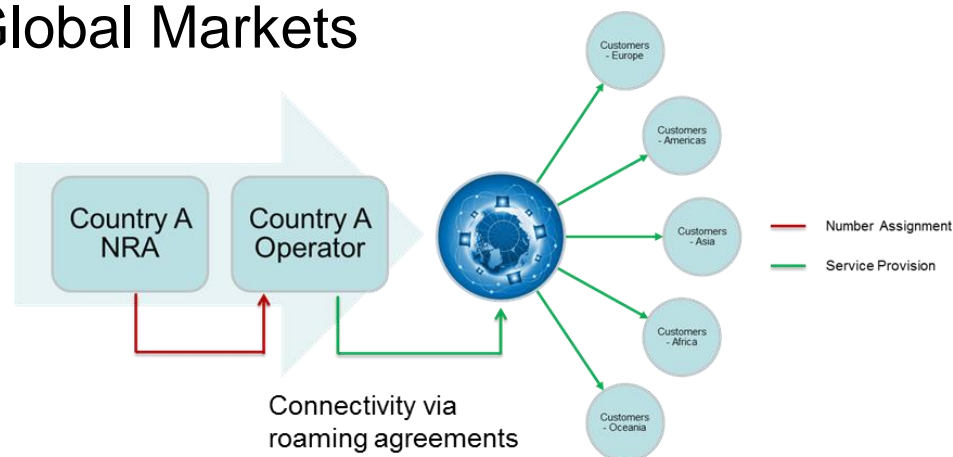 Global Markets
Customers
- Europe
Customers
- Americas
Country A
NRA
Country A
Operator
Customers
- Asia
Number Assignment
Service Provision
Customers
- Africa
Connectivity via
roaming agreements
Customers
- Oceania